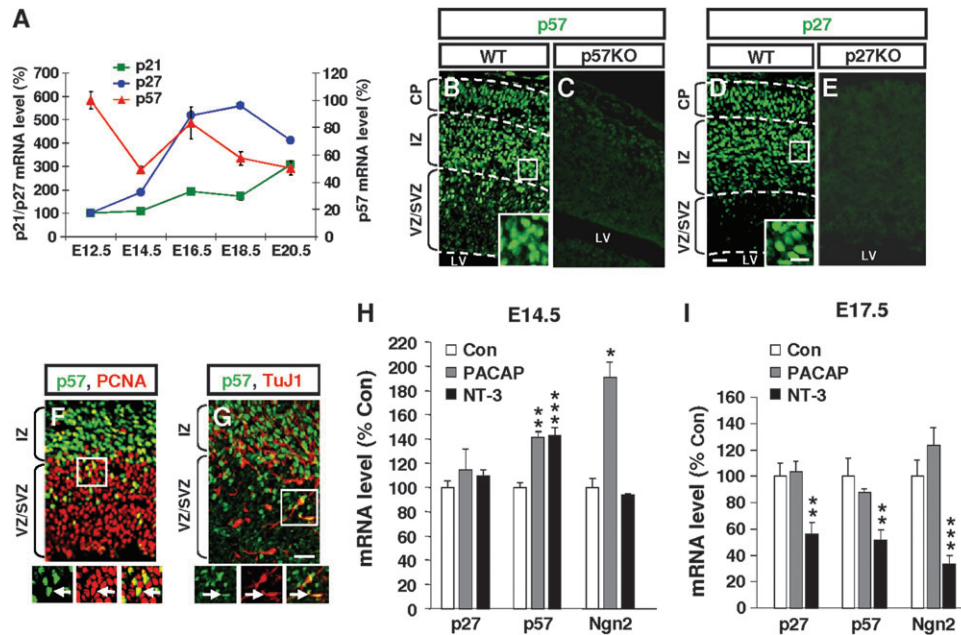 A
p21
p27
p57
p21/p27 mRNA level (%)
700
600
500
400
300
200
100
0
p57 mRNA level (%)
120
100
80
60
40
20
0
E12.5 E14.5 E16.5 E18.5 E20.5
p57
WT p57KO
B C
CP
IZ
VZ/SVZ
LV LV
p27
WT p27KO
D E
CP
IZ
VZ/SVZ
LV LV
p57, PCNA
F
IZ
VZ/SVZ
p57, TuJ1
G
IZ
VZ/SVZ
H E14.5
Con
PACAP
NT-3
mRNA level (% Con)
220
200
180
160
140
120
100
80
60
40
20
0
**
***
*
p27 p57 Ngn2
I E17.5
Con
PACAP
NT-3
mRNA level (% Con)
160
140
120
100
80
60
40
20
0
**
**
***
p27 p57 Ngn2